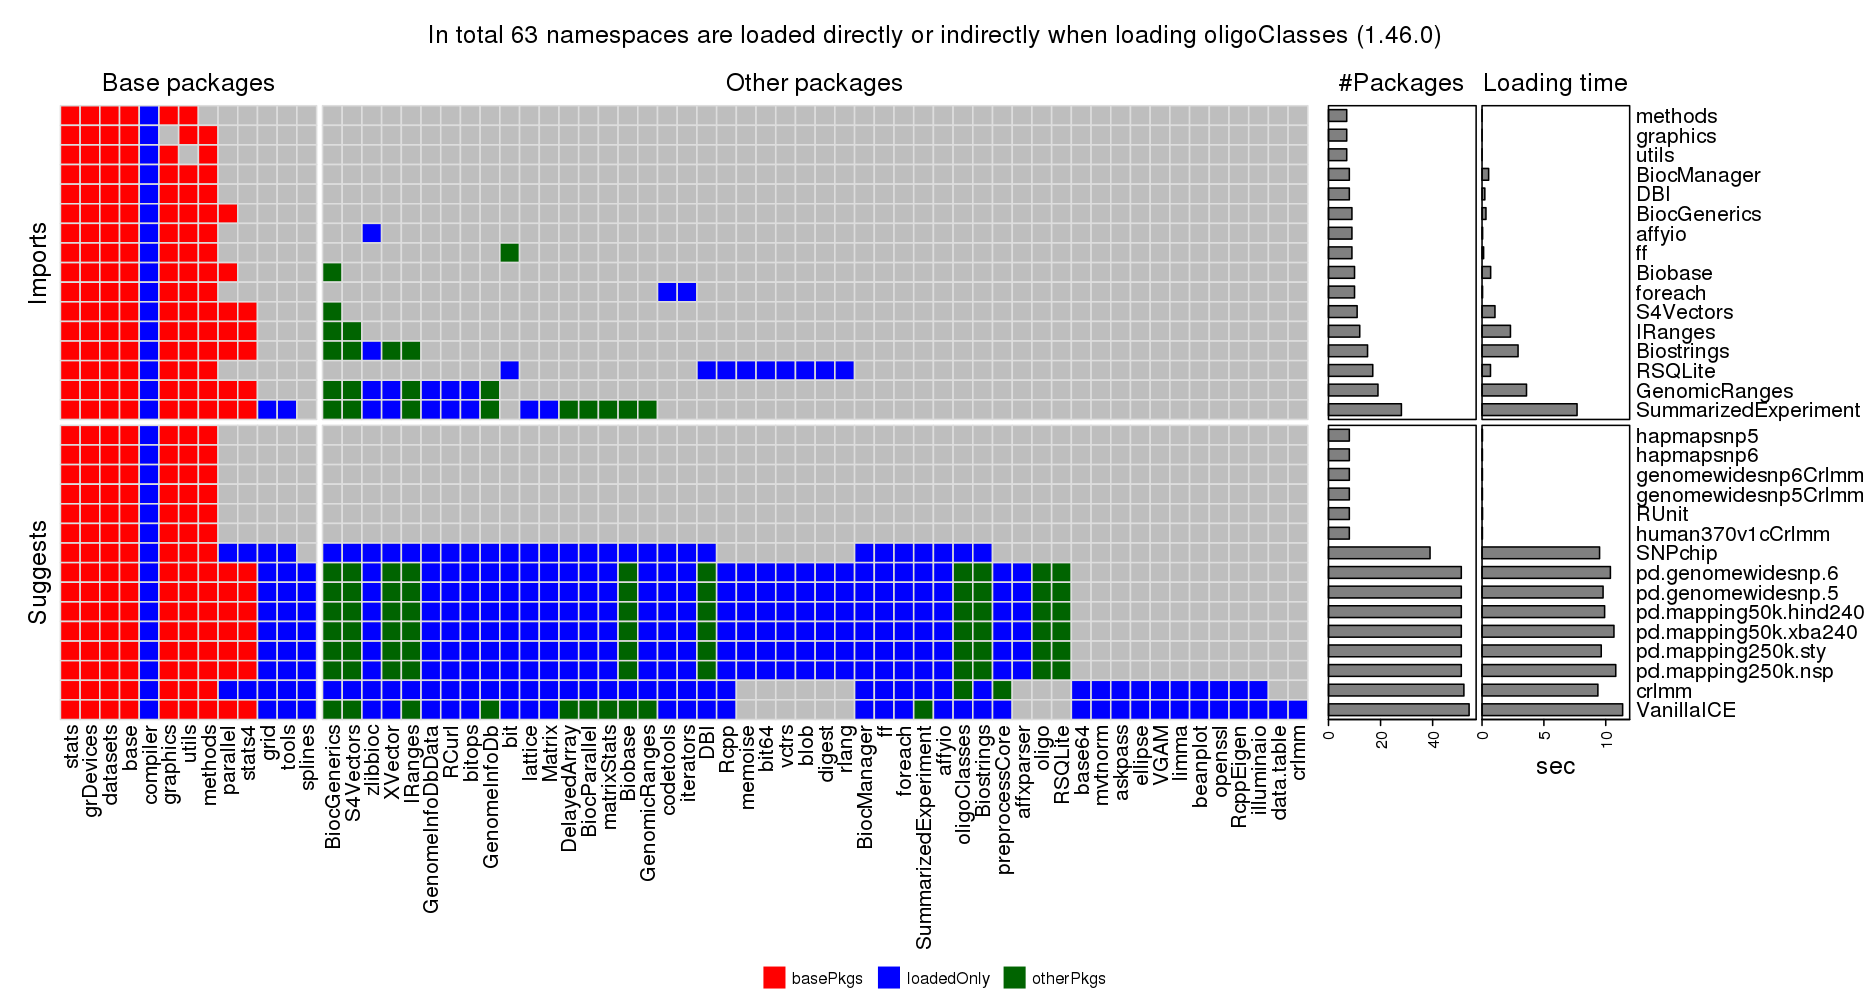 In total 63 namespaces are loaded directly or indirectly when loading oligoClasses (1.46.0)
Base packages
Other packages
#Packages
Loading time
Imports
methods
graphics
utils
BiocManager
DBI
BiocGenerics
affyio
ff
Biobase
foreach
S4Vectors
IRanges
Biostrings
RSQLite
GenomicRanges
SummarizedExperiment
Suggests
hapmapsnp5
hapmapsnp6
genomewidesnp6Crlmm
genomewidesnp5Crlmm
RUnit
human370v1cCrlmm
SNPchip
pd.genomewidesnp.6
pd.genomewidesnp.5
pd.mapping50k.hind240
pd.mapping50k.xba240
pd.mapping250k.sty
pd.mapping250k.nsp
crlmm
VanillaICE
stats
grDevices
datasets
base
compiler
graphics
utils
methods
parallel
stats4
grid
tools
splines
BiocGenerics
S4Vectors
zlibbioc
XVector
IRanges
GenomeInfoDbData
RCurl
bitops
GenomeInfoDb
bit
lattice
Matrix
DelayedArray
BiocParallel
matrixStats
Biobase
GenomicRanges
codetools
iterators
DBI
Rcpp
memoise
bit64
vctrs
blob
digest
rlang
BiocManager
ff
foreach
SummarizedExperiment
affyio
oligoClasses
Biostrings
preprocessCore
affxparser
oligo
RSQLite
base64
mvtnorm
askpass
ellipse
VGAM
limma
beanplot
openssl
RcppEigen
illuminaio
data.table
crlmm
0
20
40
0
5
10
sec
basePkgs
loadedOnly
otherPkgs